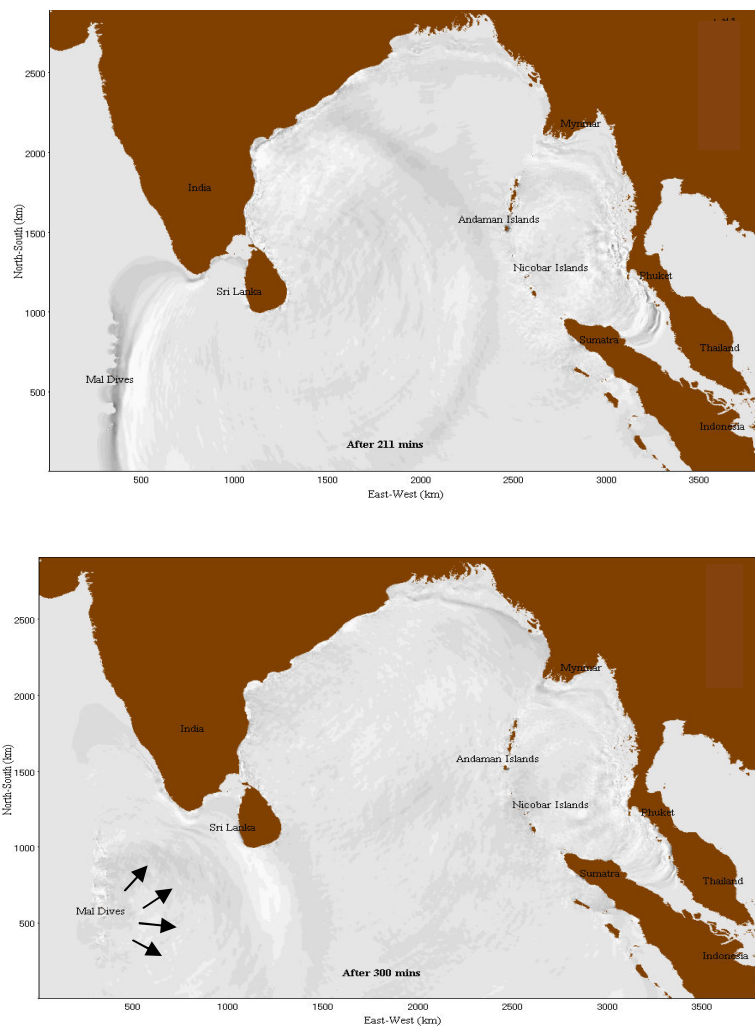 2500
2000
1500
1000
500
North-South (km)
Mynmar
India
Andaman Islands
Nicobar Islands
Phuket
Sri Lanka
Sumatra
Thailand
Mal Dives
Indonesia
After 211 mins
500 1000 1500 2000 2500 3000 3500
East-West (km)
2500
2000
1500
1000
500
North-South (km)
Mynmar
India
Andaman Islands
Nicobar Islands
Phuket
Sri Lanka
Sumatra
Thailand
Mal Dives
Indonesia
After 300 mins
500 1000 1500 2000 2500 3000 3500
East-West (km)